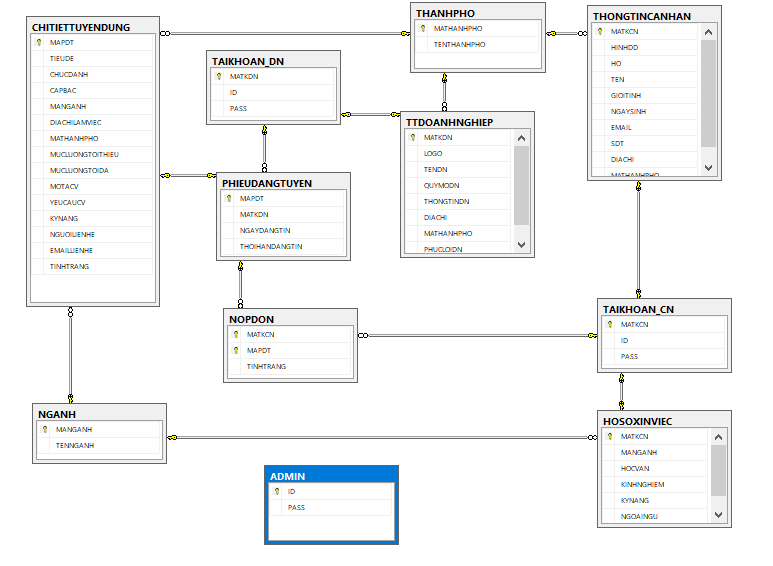 CHITIETTUYENDUNG
MAPDT
TIEUDE
CHUCDANH
CAPBAC
MANGANH
DIACHILAMVIEC
MATHANHPHO
MUCLUONGTOITHIEU
MUCLUONGTOIDA
MOTACV
YEUCAUCV
KYNANG
NGUOILIENHE
EMAILLIENHE
TINHTRANG
TAIKHOAN_DN
MATKDN
ID
PASS
THANHPHO
MATHANHPHO
TENTHANHPHO
THONGTINCANHAN
MATKCN
HINHDD
HO
TEN
GIOITINH
NGAYSINH
EMAIL
SDT
DIACHI
MATHANHPHO
TTDOANHNGHIEP
MATKDN
LOGO
TENDN
QUYMODN
THONGTINDN
DIACHI
MATHANHPHO
PHUCLOIDN
PHIEUDANGTUYEN
MAPDT
MATKDN
NGAYDANGTIN
THOIHANDANGTIN
NOPDON
MATKCN
MAPDT
TINHTRANG
TAIKHOAN_CN
MATKCN
ID
PASS
NGANH
MANGANH
TENNGANH
HOSOXINVIEC
MATKCN
MANGANH
HOCVAN
KINHNGHIEM
KYNANG
NGOAINGU
ADMIN
ID
PASS